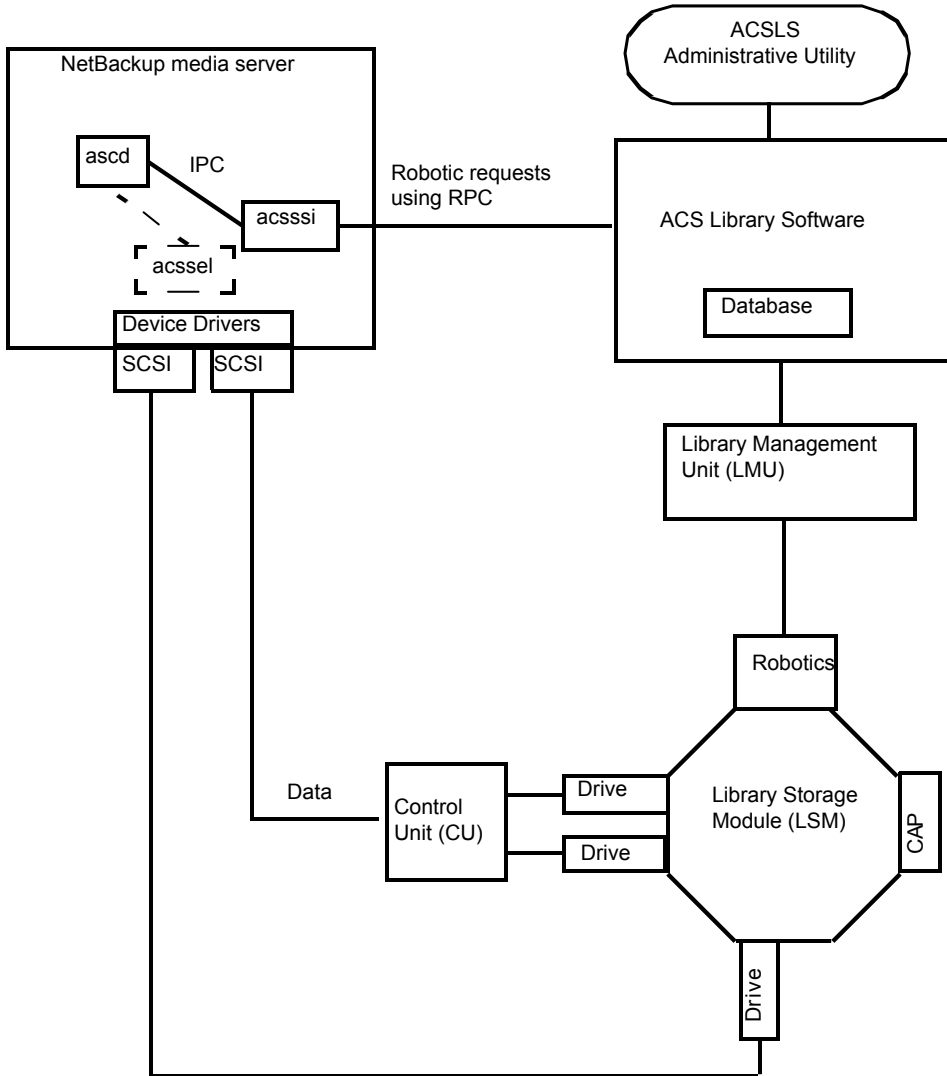 ACSLS
Administrative Utility
NetBackup media server
ascd
IPC
acsssi
acssel
Device Drivers
SCSI
SCSI
Robotic requests
using RPC
ACS Library Software
Database
Library Management
Unit (LMU)
Robotics
Data
Control
Unit (CU)
Drive
Drive
Library Storage
Module (LSM)
CAP
Drive